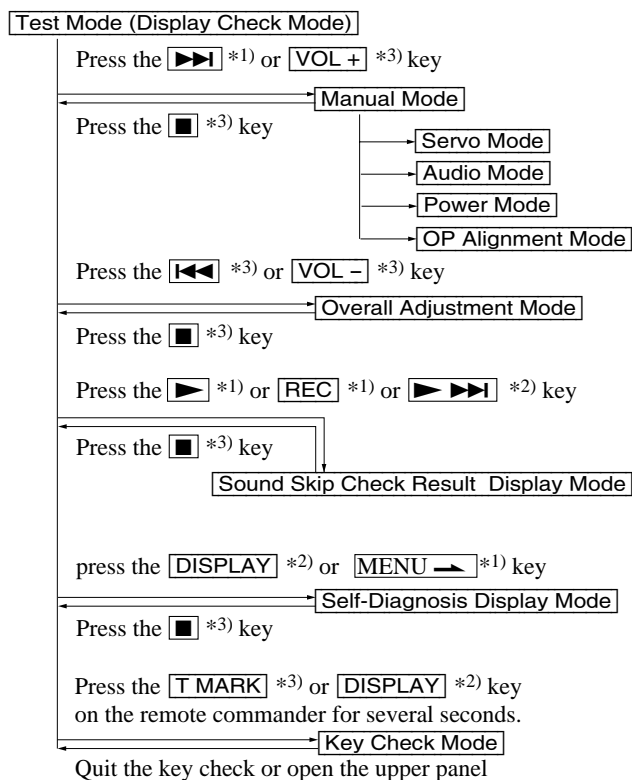 Test Mode (Display Check Mode)
Press the ▶▶I *1) or VOL + *3) key
Manual Mode
Press the ■ *3) key
Servo Mode
Audio Mode
Power Mode
OP Alignment Mode
Press the I◀◀ *3) or VOL – *3) key
Overall Adjustment Mode
Press the ■ *3) key
Press the ▶ *1) or REC *1) or ▶ ▶▶I *2) key
Press the ■ *3) key
Sound Skip Check Result Display Mode
press the DISPLAY *2) or MENU *1) key
Self-Diagnosis Display Mode
Press the ■ *3) key
Press the T MARK *3) or DISPLAY *2) key
on the remote commander for several seconds.
Key Check Mode
Quit the key check or open the upper panel